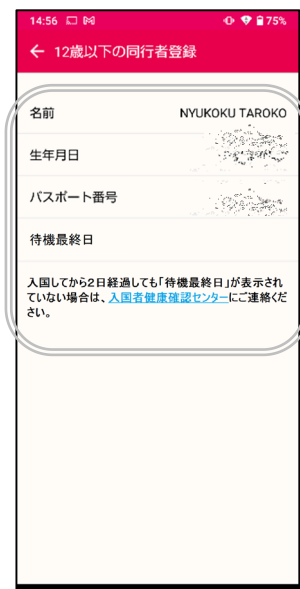 14:56 75%
← 12歳以下の同行者登録
名前 NYUKOKU TAROKO
生年月日
パスポート番号
待機最終日
入国してから2日経過しても「待機最終日」が表示され
ていない場合は、入国者健康確認センターにご連絡くだ
さい。